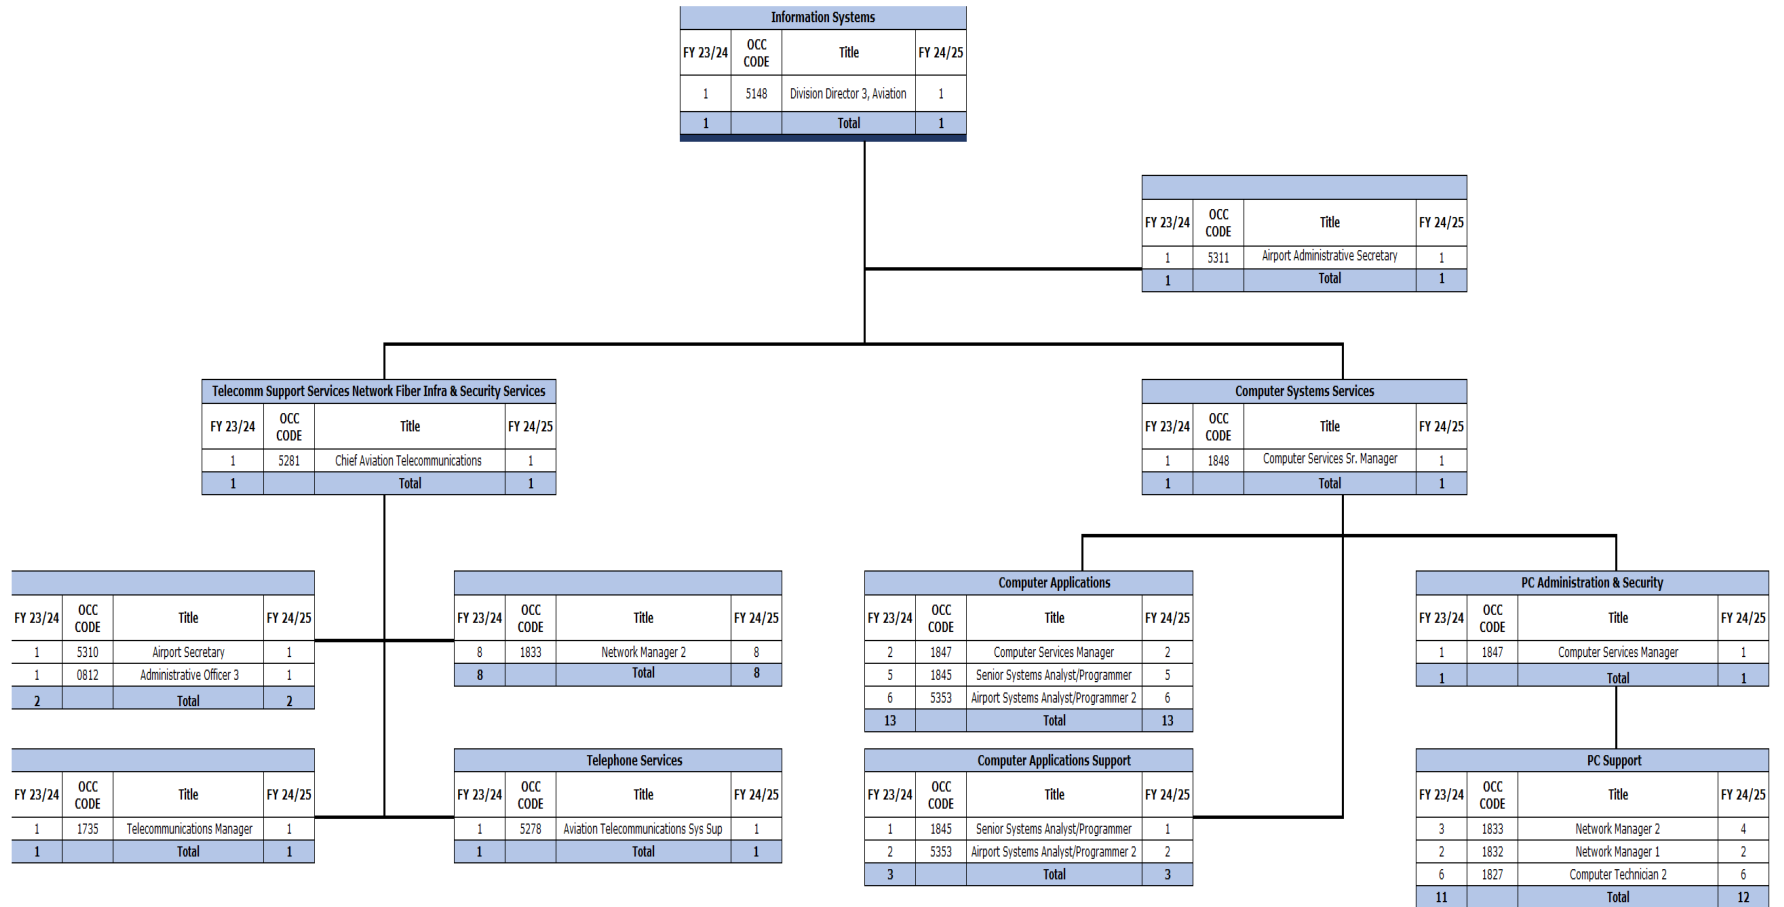 Information Systems
FY 23/24 OCC CODE Title FY 24/25
1 5148 Division Director 3, Aviation 1
1 Total 1
FY 23/24 OCC CODE Title FY 24/25
1 5311 Airport Administrative Secretary 1
1 Total 1
Telecomm Support Services Network Fiber Infra & Security Services
FY 23/24 OCC CODE Title FY 24/25
1 5281 Chief Aviation Telecommunications 1
1 Total 1
Computer Systems Services
FY 23/24 OCC CODE Title FY 24/25
1 1848 Computer Services Sr. Manager 1
1 Total 1
FY 23/24 OCC CODE Title FY 24/25
1 5310 Airport Secretary 1
1 0812 Administrative Officer 3 1
2 Total 2
FY 23/24 OCC CODE Title FY 24/25
8 1833 Network Manager 2 8
8 Total 8
Computer Applications
FY 23/24 OCC CODE Title FY 24/25
2 1847 Computer Services Manager 2
5 1845 Senior Systems Analyst/Programmer 5
6 5353 Airport Systems Analyst/Programmer 2 6
13 Total 13
PC Administration & Security
FY 23/24 OCC CODE Title FY 24/25
1 1847 Computer Services Manager 1
1 Total 1
FY 23/24 OCC CODE Title FY 24/25
1 1735 Telecommunications Manager 1
1 Total 1
Telephone Services
FY 23/24 OCC CODE Title FY 24/25
1 5278 Aviation Telecommunications Sys Sup 1
1 Total 1
Computer Applications Support
FY 23/24 OCC CODE Title FY 24/25
1 1845 Senior Systems Analyst/Programmer 1
2 5353 Airport Systems Analyst/Programmer 2 2
3 Total 3
PC Support
FY 23/24 OCC CODE Title FY 24/25
3 1833 Network Manager 2 4
2 1832 Network Manager 1 2
6 1827 Computer Technician 2 6
11 Total 12